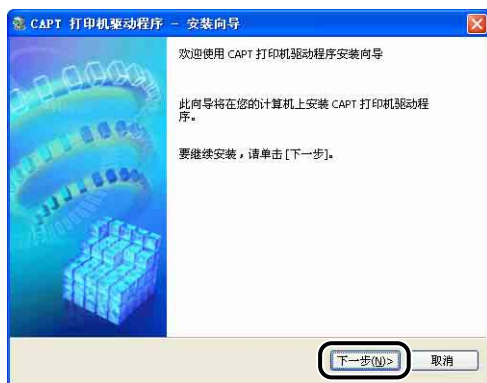 CAPT 打印机驱动程序 - 安装向导
欢迎使用 CAPT 打印机驱动程序安装向导
此向导将在您的计算机上安装 CAPT 打印机驱动程
序。
要继续安装，请单击 [下一步]。
下一步(N)> 取消